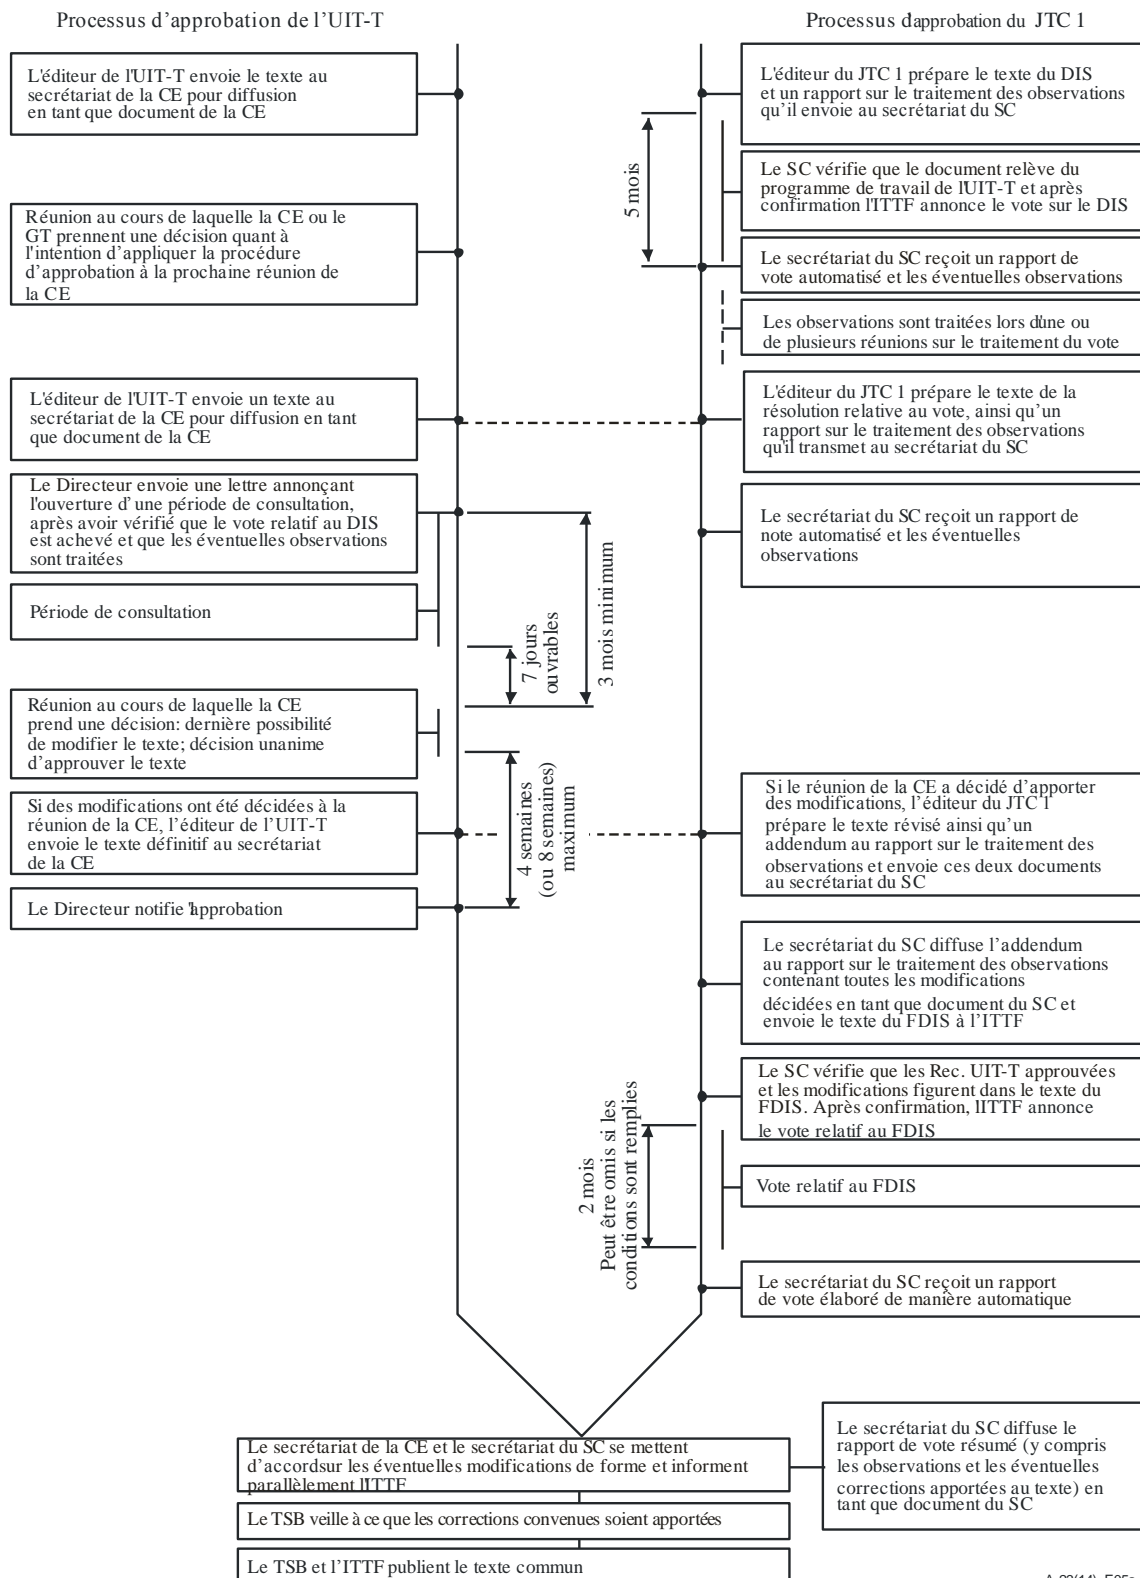 Processus d'approbation de l'UIT-T
Processus dapprobation du JTC 1
L'éditeur de l'UIT-T envoie le texte au
secrétariat de la CE pour diffusion
en tant que document de la CE
Réunion au cours de laquelle la CE ou le
GT prennent une décision quant à
l'intention d'appliquer la procédure
d'approbation à la prochaine réunion de
la CE
L'éditeur de l'UIT-T envoie un texte au
secrétariat de la CE pour diffusion en tant
que document de la CE
Le Directeur envoie une lettre annonçant
l'ouverture d'une période de consultation,
après avoir vérifié que le vote relatif au DIS
est achevé et que les éventuelles observations
sont traitées
Période de consultation
Réunion au cours de laquelle la CE
prend une décision: dernière possibilité
de modifier le texte; décision unanime
d'approuver le texte
Si des modifications ont été décidées à la
réunion de la CE, l'éditeur de l'UIT-T
envoie le texte définitif au secrétariat
de la CE
Le Directeur notifie l'approbation
7 jours
ouvrables
3 mois minimum
4 semaines
(ou 8 semaines)
maximum
5 mois
2 mois
Peut être omis si les
conditions sont remplies
L'éditeur du JTC 1 prépare le texte du DIS
et un rapport sur le traitement des observations
qu'il envoie au secrétariat du SC
Le SC vérifie que le document relève du
programme de travail de l'UIT-T et après
confirmation l'ITTF annonce le vote sur le DIS
Le secrétariat du SC reçoit un rapport de
vote automatisé et les éventuelles observations
Les observations sont traitées lors d'une ou
de plusieurs réunions sur le traitement du vote
L'éditeur du JTC 1 prépare le texte de la
résolution relative au vote, ainsi qu'un
rapport sur le traitement des observations
qu'il transmet au secrétariat du SC
Le secrétariat du SC reçoit un rapport de
note automatisé et les éventuelles
observations
Si le réunion de la CE a décidé d'apporter
des modifications, l'éditeur du JTC 1
prépare le texte révisé ainsi qu'un
addendum au rapport sur le traitement des
observations et envoie ces deux documents
au secrétariat du SC
Le secrétariat du SC diffuse l'addendum
au rapport sur le traitement des observations
contenant toutes les modifications
décidées en tant que document du SC et
envoie le texte du FDIS à l'ITTF
Le SC vérifie que les Rec. UIT-T approuvées
et les modifications figurent dans le texte du
FDIS. Après confirmation, l'ITTF annonce
le vote relatif au FDIS
Vote relatif au FDIS
Le secrétariat du SC reçoit un rapport
de vote élaboré de manière automatique
Le secrétariat de la CE et le secrétariat du SC se mettent
d'accordsur les éventuelles modifications de forme et informent
parallèlement l'ITTF
Le secrétariat du SC diffuse le
rapport de vote résumé (y compris
les observations et les éventuelles
corrections apportées au texte) en
tant que document du SC
Le TSB veille à ce que les corrections convenues soient apportées
Le TSB et l'ITTF publient le texte commun